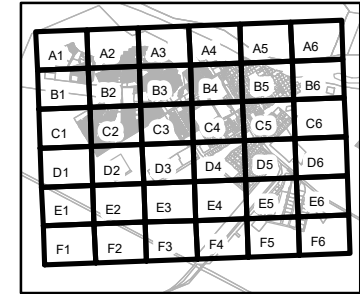 A1 A2 A3 A4 A5 A6
B1 B2 B3 B4 B5 B6
C1 C2 C3 C4 C5 C6
D1 D2 D3 D4 D5 D6
E1 E2 E3 E4 E5 E6
F1 F2 F3 F4 F5 F6